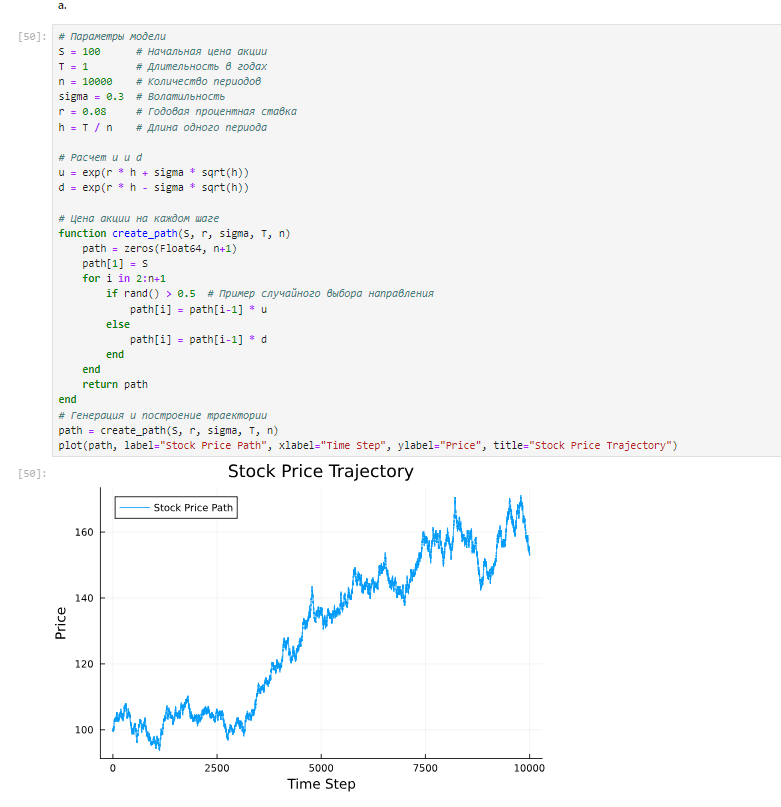 a.
[50]:
# Параметры модели
S = 100      # Начальная цена акции
T = 1        # Длительность в годах
n = 10000    # Количество периодов
sigma = 0.3  # Волатильность
r = 0.08     # Годовая процентная ставка
h = T / n    # Длина одного периода
# Расчет u и d
u = exp(r * h + sigma * sqrt(h))
d = exp(r * h - sigma * sqrt(h))
# Цена акции на каждом шаге
function create_path(S, r, sigma, T, n)
    path = zeros(Float64, n+1)
    path[1] = S
    for i in 2:n+1
        if rand() > 0.5  # Пример случайного выбора направления
            path[i] = path[i-1] * u
        else
            path[i] = path[i-1] * d
        end
    end
    return path
end
# Генерация и построение траектории
path = create_path(S, r, sigma, T, n)
plot(path, label="Stock Price Path", xlabel="Time Step", ylabel="Price", title="Stock Price Trajectory")
[50]:
Stock Price Trajectory
Stock Price Path
160
140
120
100
Price
0 2500 5000 7500 10000
Time Step